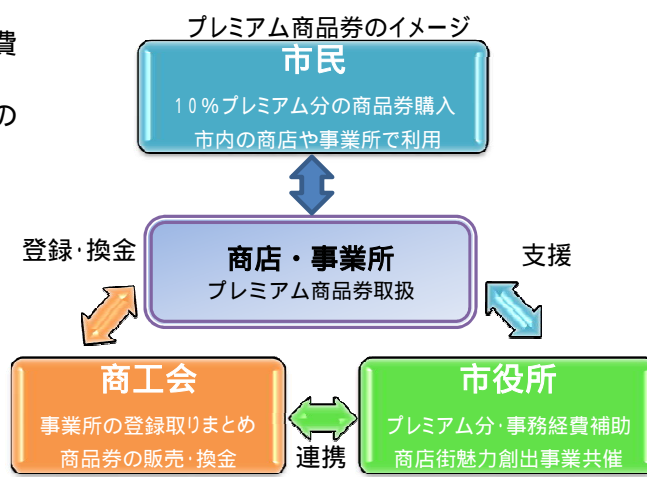 プレミアム商品券のイメージ
費
の
市民
10%プレミアム分の商品券購入
市内の商店や事業所で利用
登録・換金
商店・事業所
プレミアム商品券取扱
支援
商工会
事業所の登録取りまとめ
商品券の販売・換金
連携
市役所
プレミアム分・事務経費補助
商店街魅力創出事業共催